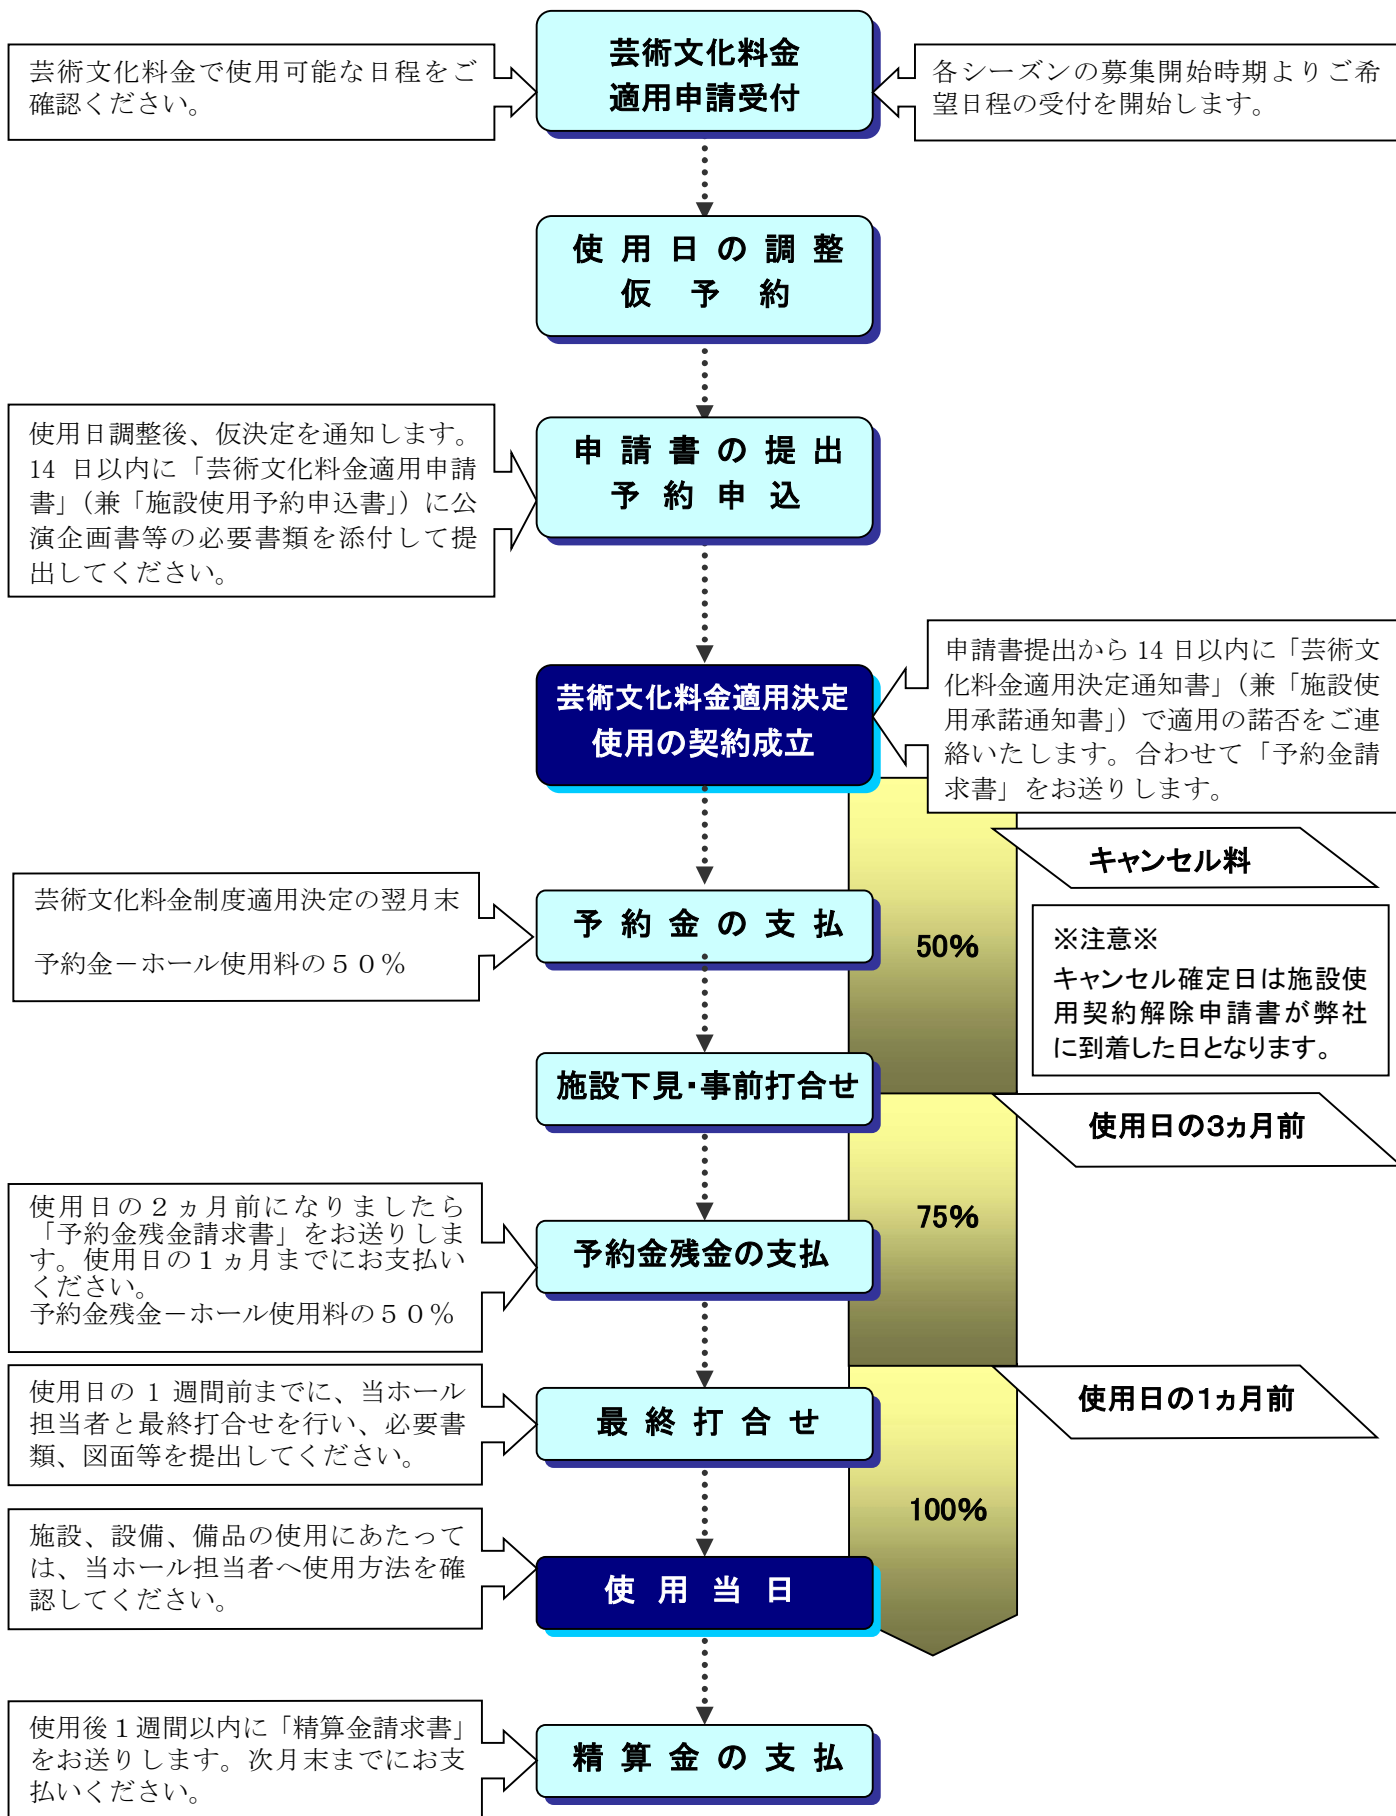 芸術文化料金
適用申請受付
芸術文化料金で使用可能な日程をご
確認ください。
各シーズンの募集開始時期よりご希
望日程の受付を開始します。
使用日の調整
仮予約
使用日調整後、仮決定を通知します。
14 日以内に「芸術文化料金適用申請
書」（兼「施設使用予約申込書」）に公
演企画書等の必要書類を添付して提
出してください。
申請書の提出
予約申込
芸術文化料金適用決定
使用の契約成立
申請書提出から 14 日以内に「芸術文
化料金適用決定通知書」（兼「施設使
用承諾通知書」）で適用の諾否をご連
絡いたします。合わせて「予約金請
求書」をお送りします。
キャンセル料
芸術文化料金制度適用決定の翌月末
予約金－ホール使用料の５０％
予約金の支払
50%
※注意※
キャンセル確定日は施設使
用契約解除申請書が弊社
に到着した日となります。
施設下見・事前打合せ
使用日の3ヵ月前
使用日の２ヵ月前になりましたら
「予約金残金請求書」をお送りしま
す。使用日の１ヵ月までにお支払い
ください。
予約金残金－ホール使用料の５０％
予約金残金の支払
75%
使用日の1ヵ月前
使用日の 1 週間前までに、当ホール
担当者と最終打合せを行い、必要書
類、図面等を提出してください。
最終打合せ
100%
施設、設備、備品の使用にあたって
は、当ホール担当者へ使用方法を確
認してください。
使用当日
使用後１週間以内に「精算金請求書」
をお送りします。次月末までにお支
払いください。
精算金の支払